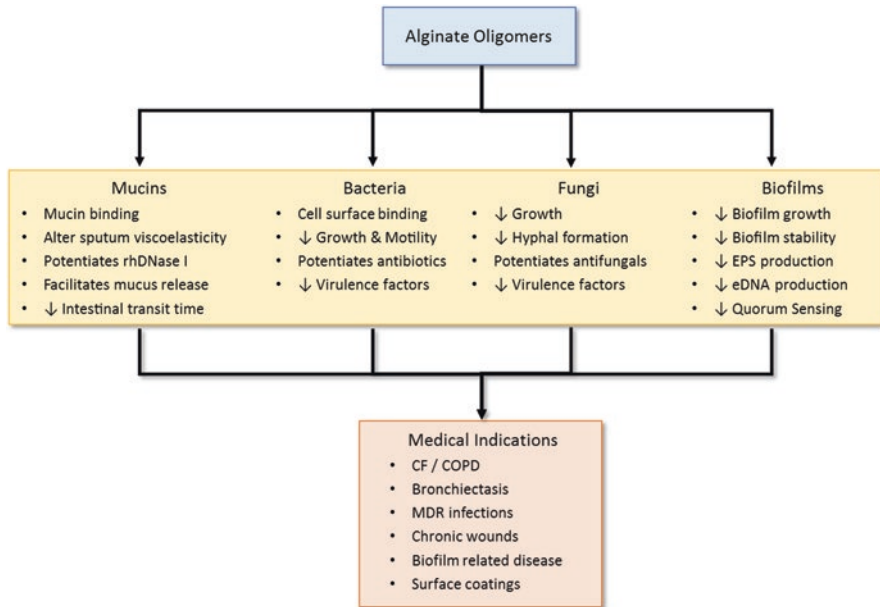 Alginate Oligomers
Mucins
• Mucin binding
• Alter sputum viscoelasticity
• Potentiates rhDNase I
• Facilitates mucus release
• ↓ Intestinal transit time
Bacteria
• Cell surface binding
• ↓ Growth & Motility
• Potentiates antibiotics
• ↓ Virulence factors
Fungi
• ↓ Growth
• ↓ Hyphal formation
• Potentiates antifungals
• ↓ Virulence factors
Biofilms
• ↓ Biofilm growth
• ↓ Biofilm stability
• ↓ EPS production
• ↓ eDNA production
• ↓ Quorum Sensing
Medical Indications
• CF / COPD
• Bronchiectasis
• MDR infections
• Chronic wounds
• Biofilm related disease
• Surface coatings